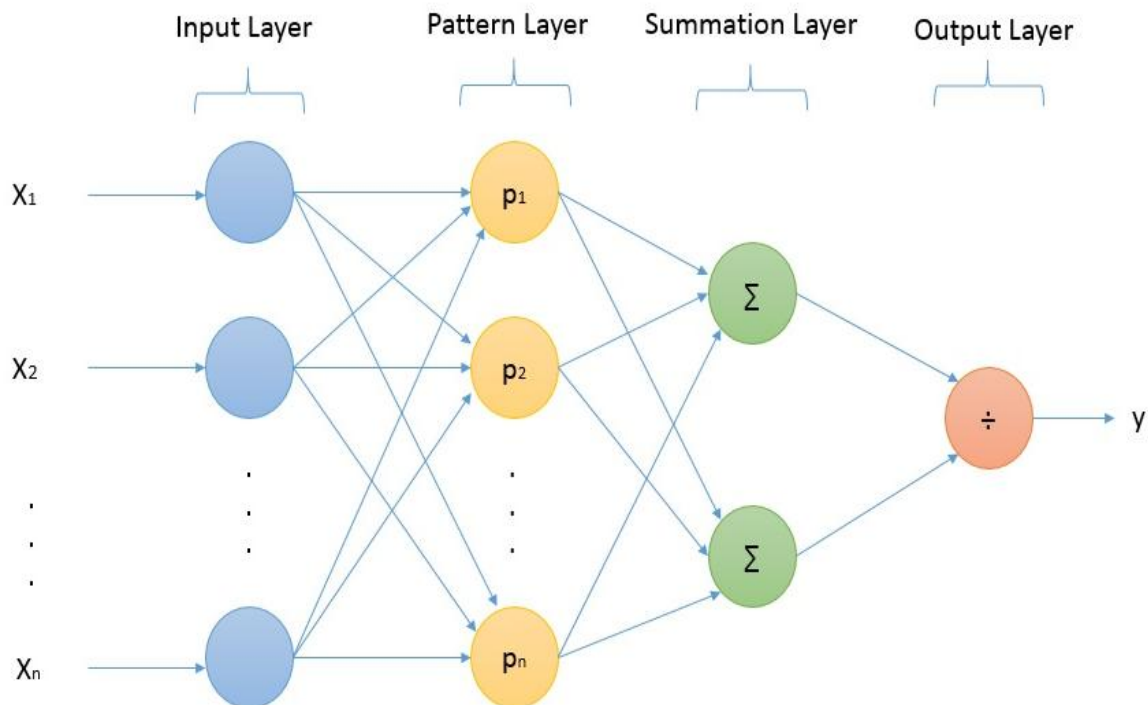 Input Layer Pattern Layer Summation Layer Output Layer
X₁ p₁
∑
X₂ p₂
÷ y
∑
Xₙ pₙ